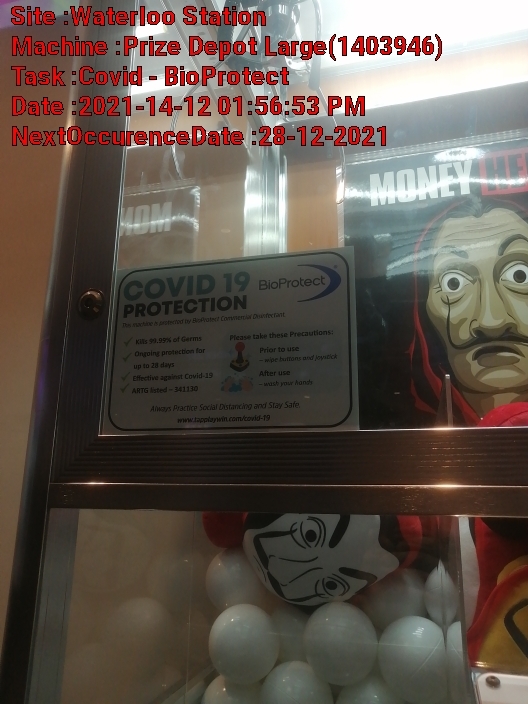 Site :Waterloo Station
Machine :Prize Depot Large(1403946)
Task :Covid - BioProtect
Date :2021-14-12 01:56:53 PM
NextOccurenceDate :28-12-2021
MONEY
COVID 19
PROTECTION
BioProtect
This machine is protected by BioProtect Commercial Disinfection.
✓ Kills 99.99% of Germs
✓ Ongoing protection for
up to 28 days
✓ Effective against Covid-19
✓ ARTG listed – 341130
Please take these Precautions:
Prior to use
– wipe buttons and joystick
After use
– wash your hands
Always Practice Social Distancing and Stay Safe.
www.tapplaywin.com/covid-19